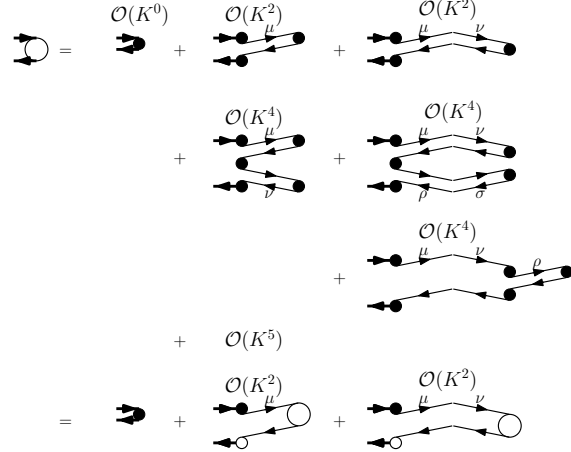 O(K⁰) O(K²) O(K²)
= + μ + μ ν
O(K⁴) O(K⁴)
+ μ + μ ν
ν ρ σ
O(K⁴)
+ μ ν ρ
+ O(K⁵)
O(K²) O(K²)
= + μ + μ ν